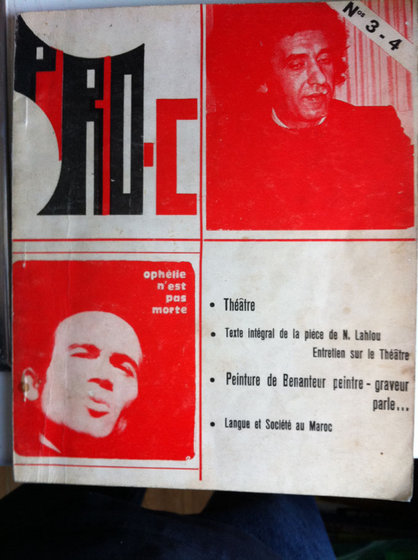 PRO-C
Nos 3-4
ophélie
n'est
pas
morte
• Théâtre
• Texte intégral de la pièce de N. Lahlou
Entretien sur le Théâtre
• Peinture de Benanteur peintre - graveur
parle...
• Langue et Société au Maroc